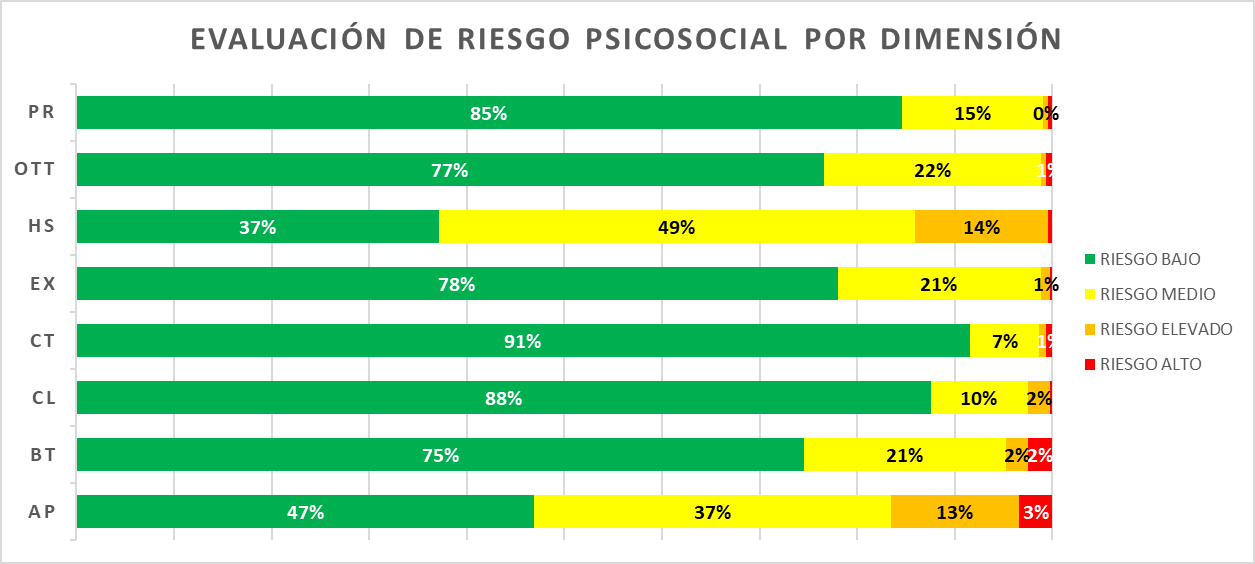 EVALUACIÓN DE RIESGO PSICOSOCIAL POR DIMENSIÓN
PR 85% 15% 0%
OTT 77% 22% 1%
HS 37% 49% 14%
EX 78% 21% 1%
CT 91% 7% 1%
CL 88% 10% 2%
BT 75% 21% 2% 2%
AP 47% 37% 13% 3%
RIESGO BAJO
RIESGO MEDIO
RIESGO ELEVADO
RIESGO ALTO